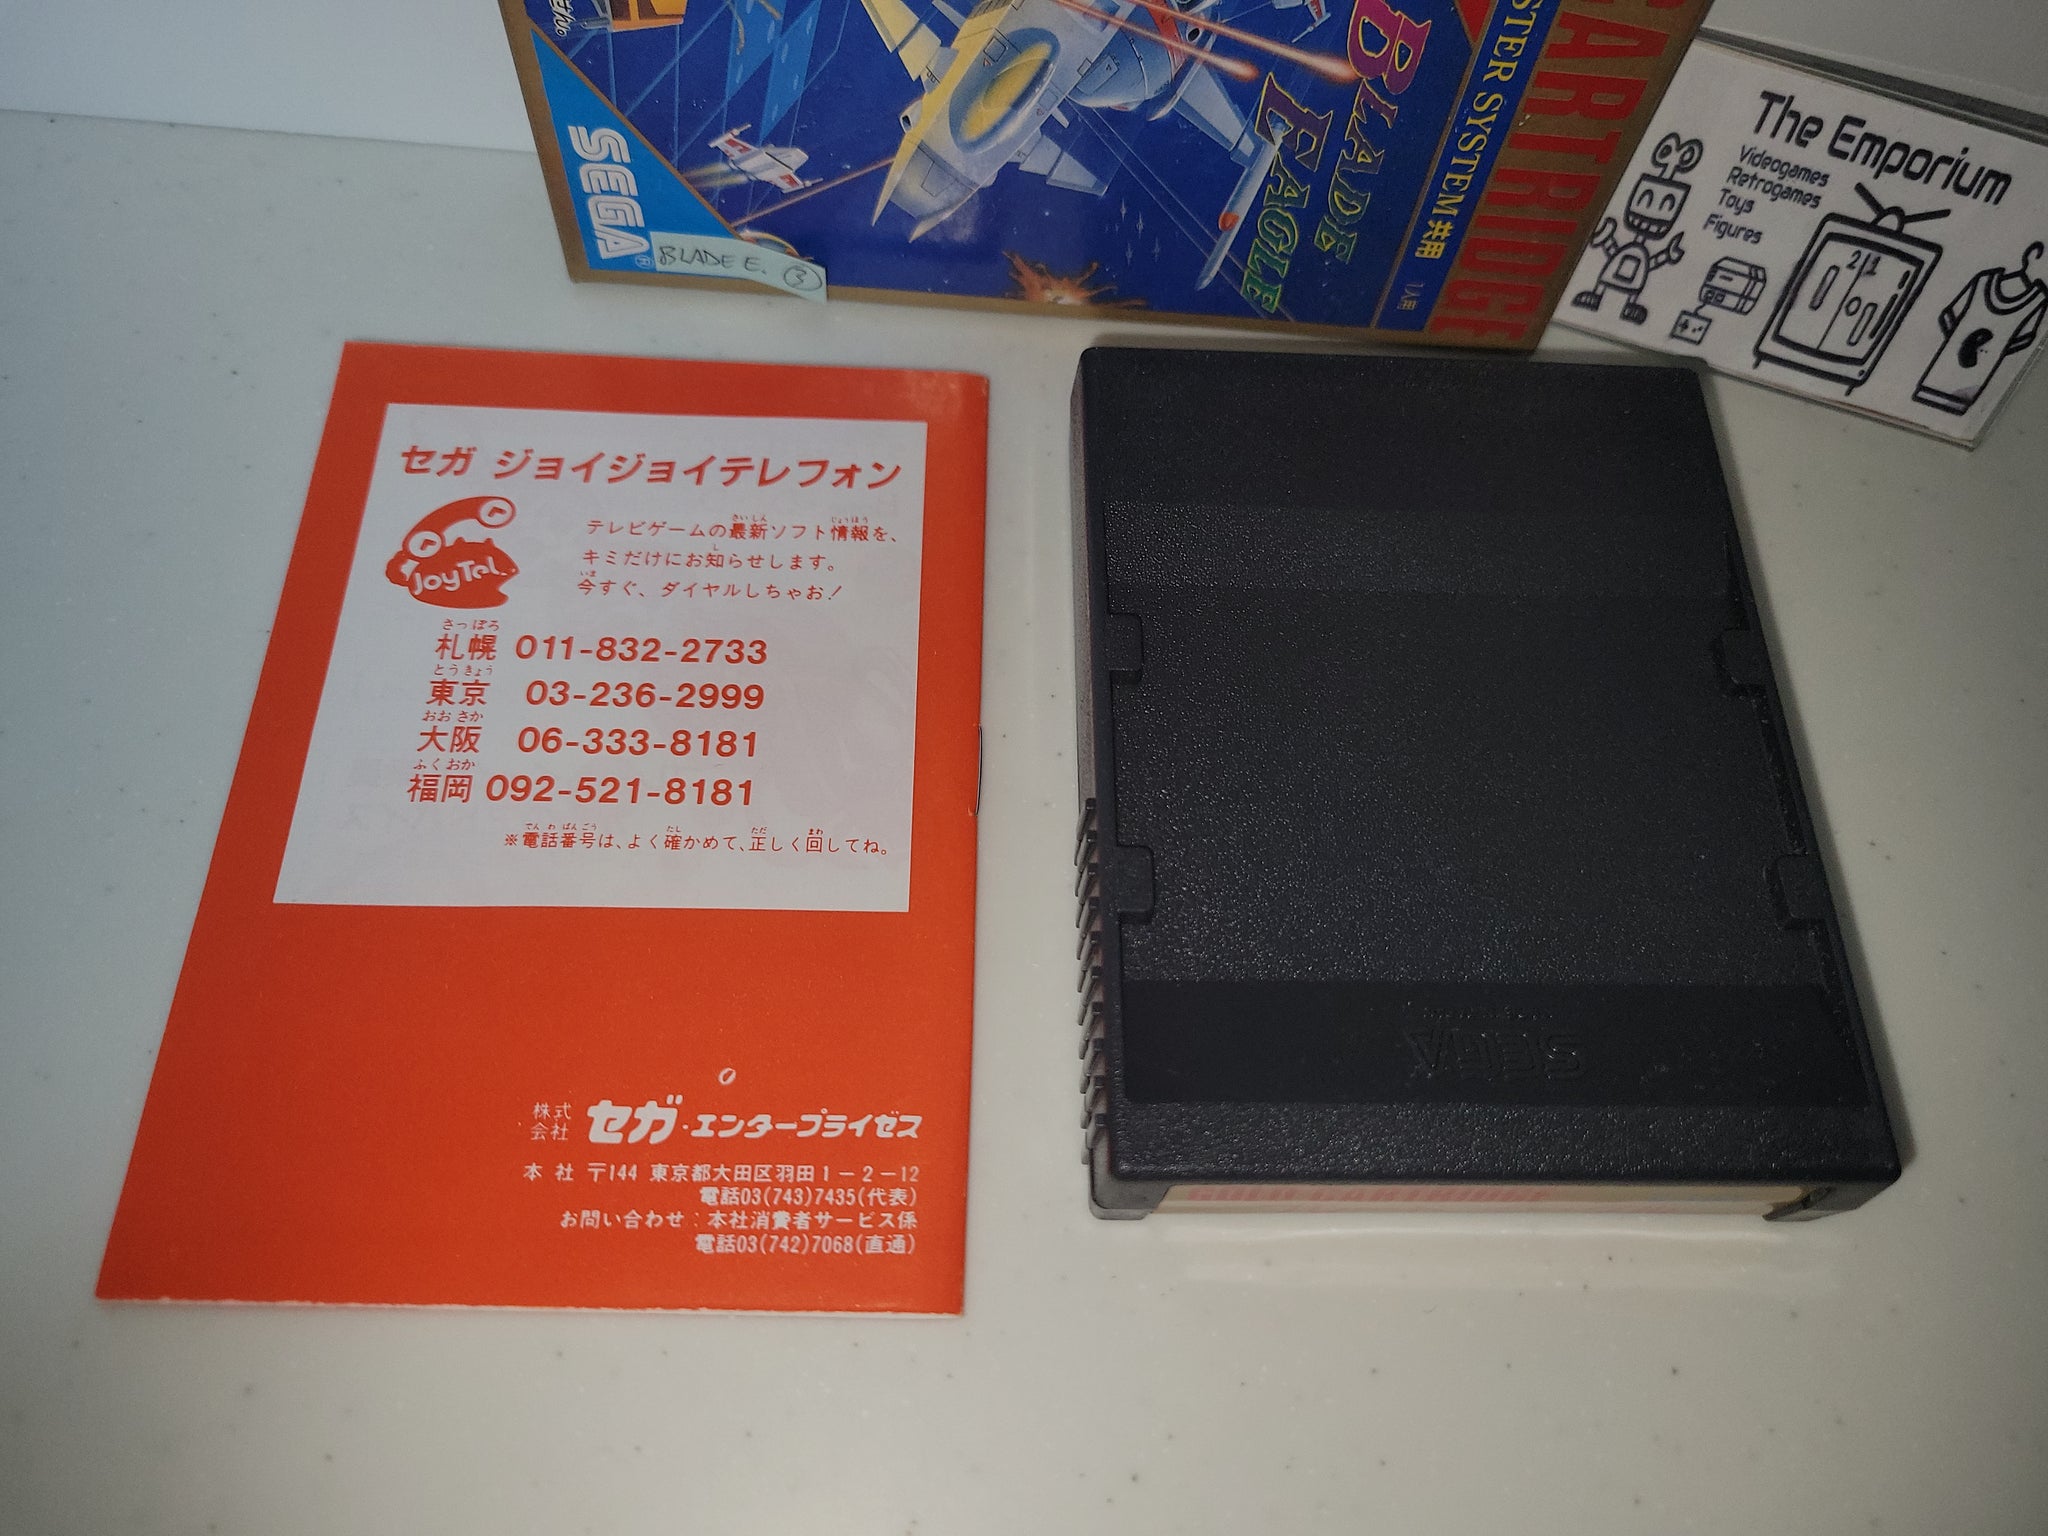 SEGA
BLADE E. ③
BLADE
EAGLE
STER SYSTEM共用
1人用
CARTRIDGE
The Emporium
Videogames
Retrogames
Toys
Figures
21
セガ ジョイジョイテレフォン
JoyTel
テレビゲームの最新ソフト情報を、
キミだけにお知らせします。
今すぐ、ダイヤルしちゃお!
札幌 011-832-2733
東京 03-236-2999
大阪 06-333-8181
福岡 092-521-8181
※電話番号は、よく確かめて、正しく回してね。
株式会社 セガ・エンタープライゼス
本 社 〒144 東京都大田区羽田1-2-12
電話03(743)7435(代表)
お問い合わせ:本社消費者サービス係
電話03(742)7068(直通)
SEGA